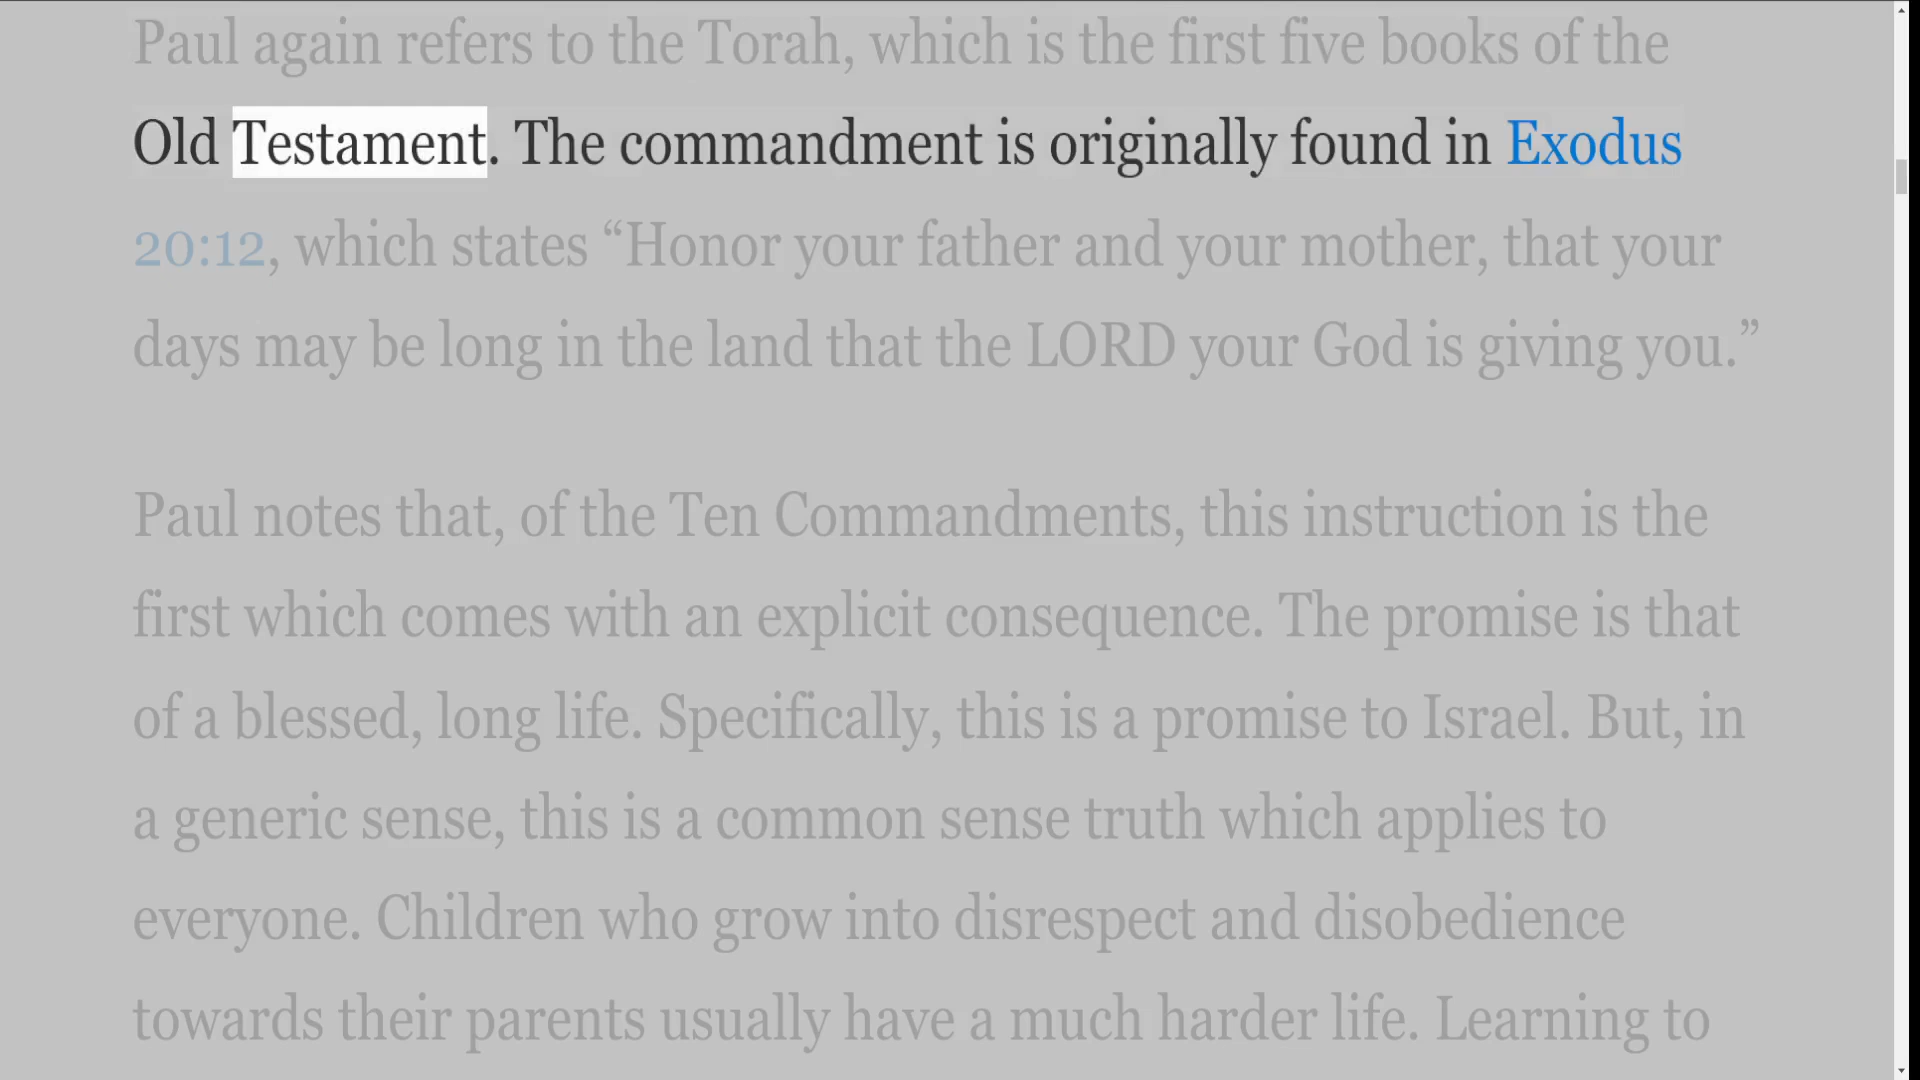 Paul again refers to the Torah, which is the first five books of the
Old Testament. The commandment is originally found in Exodus
20:12, which states “Honor your father and your mother, that your
days may be long in the land that the LORD your God is giving you.”
Paul notes that, of the Ten Commandments, this instruction is the
first which comes with an explicit consequence. The promise is that
of a blessed, long life. Specifically, this is a promise to Israel. But, in
a generic sense, this is a common sense truth which applies to
everyone. Children who grow into disrespect and disobedience
towards their parents usually have a much harder life. Learning to